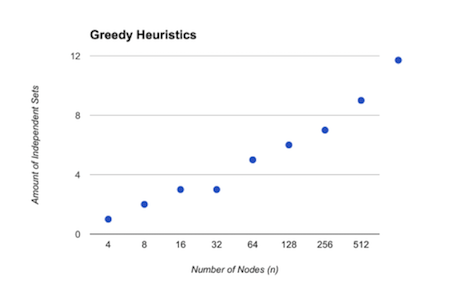 Greedy Heuristics
12
8
4
0
Amount of Independent Sets
4 8 16 32 64 128 256 512
Number of Nodes (n)